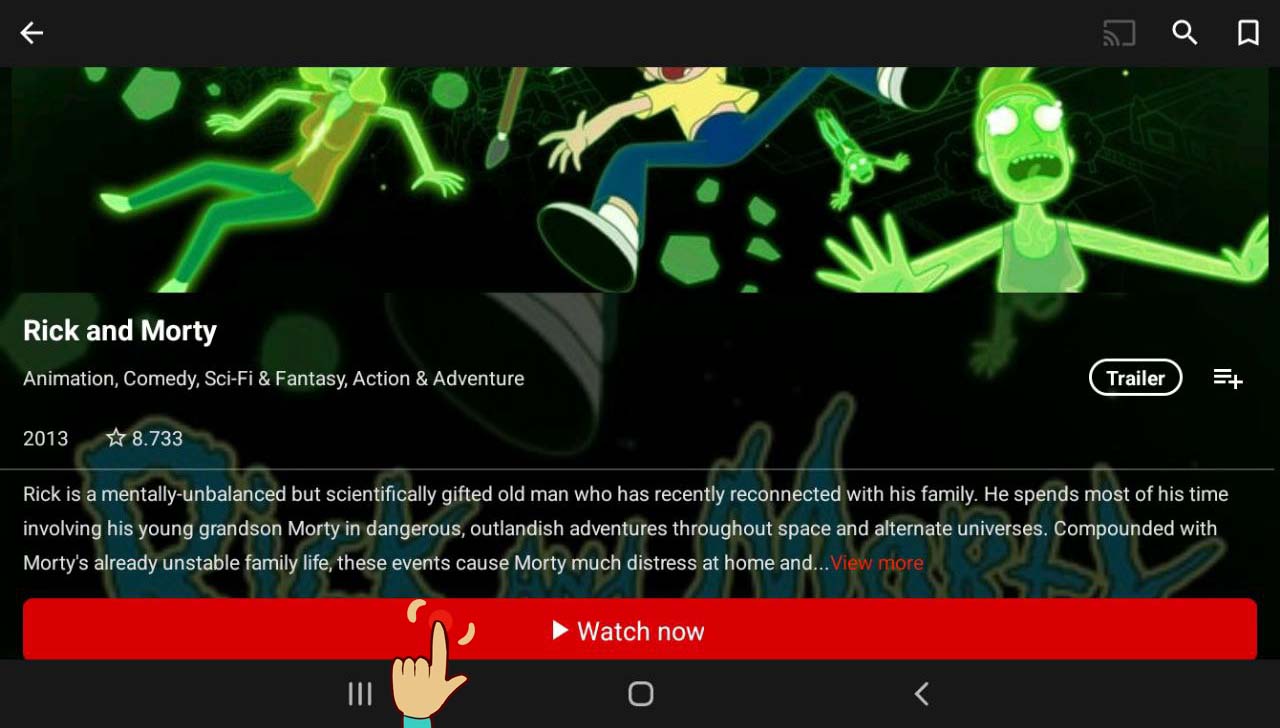 Rick and Morty
Animation, Comedy, Sci-Fi & Fantasy, Action & Adventure
Trailer
2013 8.733
Rick is a mentally-unbalanced but scientifically gifted old man who has recently reconnected with his family. He spends most of his time
involving his young grandson Morty in dangerous, outlandish adventures throughout space and alternate universes. Compounded with
Morty's already unstable family life, these events cause Morty much distress at home and...View more
Rick and Morty
Watch now